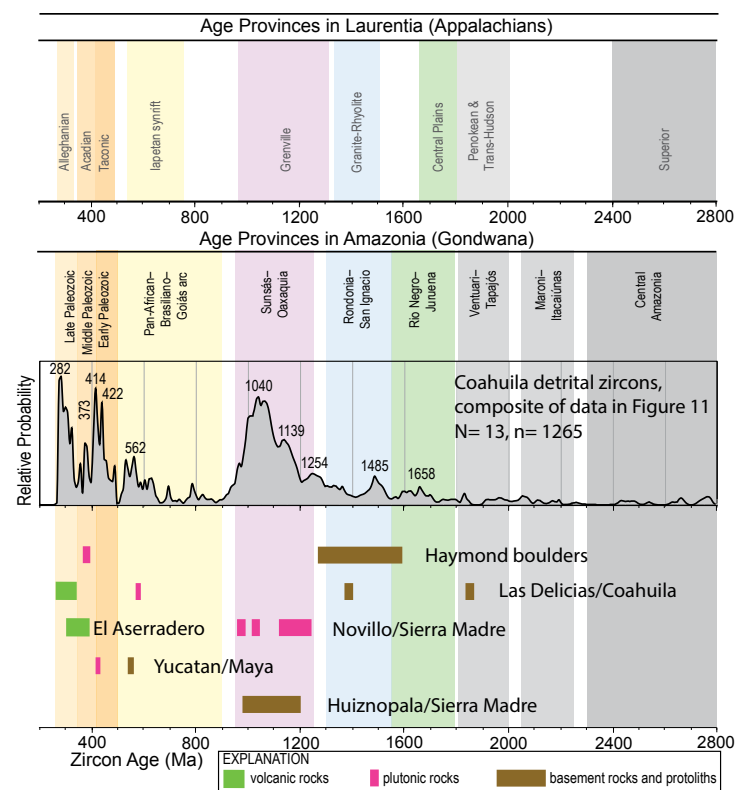 Age Provinces in Laurentia (Appalachians)
Alleghanian
Acadian
Taconic
Iapetan synrift
Grenville
Granite-Rhyolite
Central Plains
Penokean &
Trans-Hudson
Superior
400 800 1200 1600 2000 2400 2800
Age Provinces in Amazonia (Gondwana)
Late Paleozoic
Middle Paleozoic
Early Paleozoic
Pan-African–
Brasiliano–
Goiás arc
Sunsás–
Oaxaquia
Rondonia–
San Ignacio
Rio Negro–
Juruena
Ventuari–
Tapajós
Maroni–
Itacaiúnas
Central
Amazonia
Relative Probability
282
373
414
422
562
1040
1139
1254
1485
1658
Coahuila detrital zircons,
composite of data in Figure 11
N= 13, n= 1265
Haymond boulders
Las Delicias/Coahuila
El Aserradero
Novillo/Sierra Madre
Yucatan/Maya
Huiznopala/Sierra Madre
400 800 1200 1600 2000 2400 2800
Zircon Age (Ma)
EXPLANATION
volcanic rocks
plutonic rocks
basement rocks and protoliths